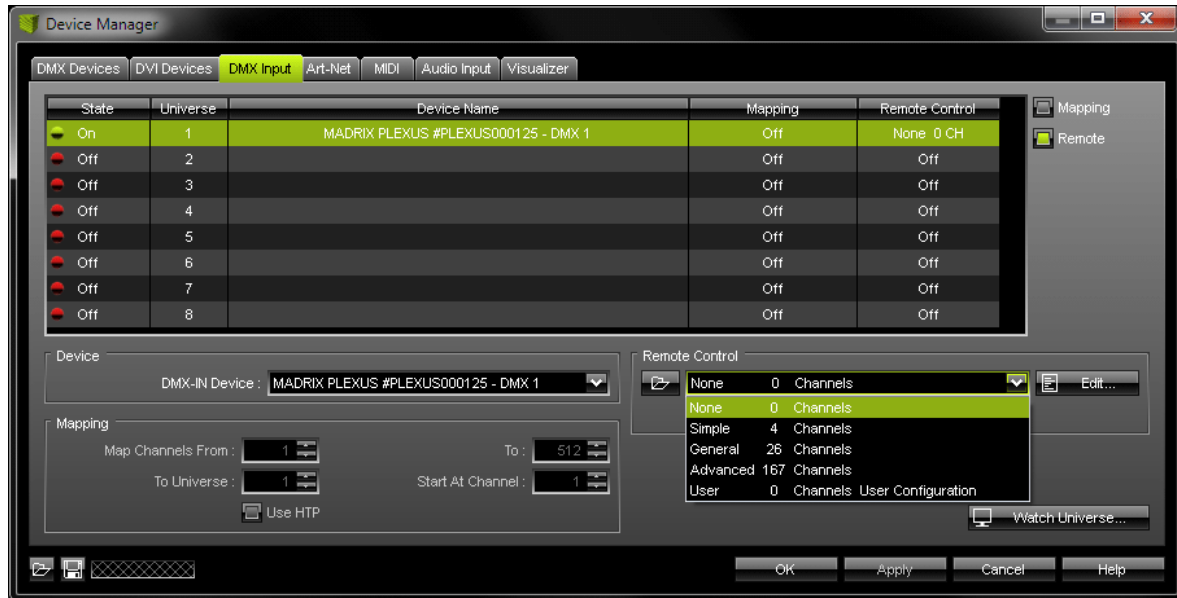 Device Manager
DMX Devices DVI Devices DMX Input Art-Net MIDI Audio Input Visualizer
State Universe Device Name Mapping Remote Control
On 1 MADRIX PLEXUS #PLEXUS000125 - DMX 1 Off None 0 CH
Off 2 Off Off
Off 3 Off Off
Off 4 Off Off
Off 5 Off Off
Off 6 Off Off
Off 7 Off Off
Off 8 Off Off
Mapping
Remote
Device
DMX-IN Device : MADRIX PLEXUS #PLEXUS000125 - DMX 1
Mapping
Map Channels From : 1 To : 512
To Universe : 1 Start At Channel : 1
Use HTP
Remote Control
None 0 Channels Edit...
None 0 Channels
Simple 4 Channels
General 26 Channels
Advanced 167 Channels
User 0 Channels User Configuration
Watch Universe...
OK Apply Cancel Help